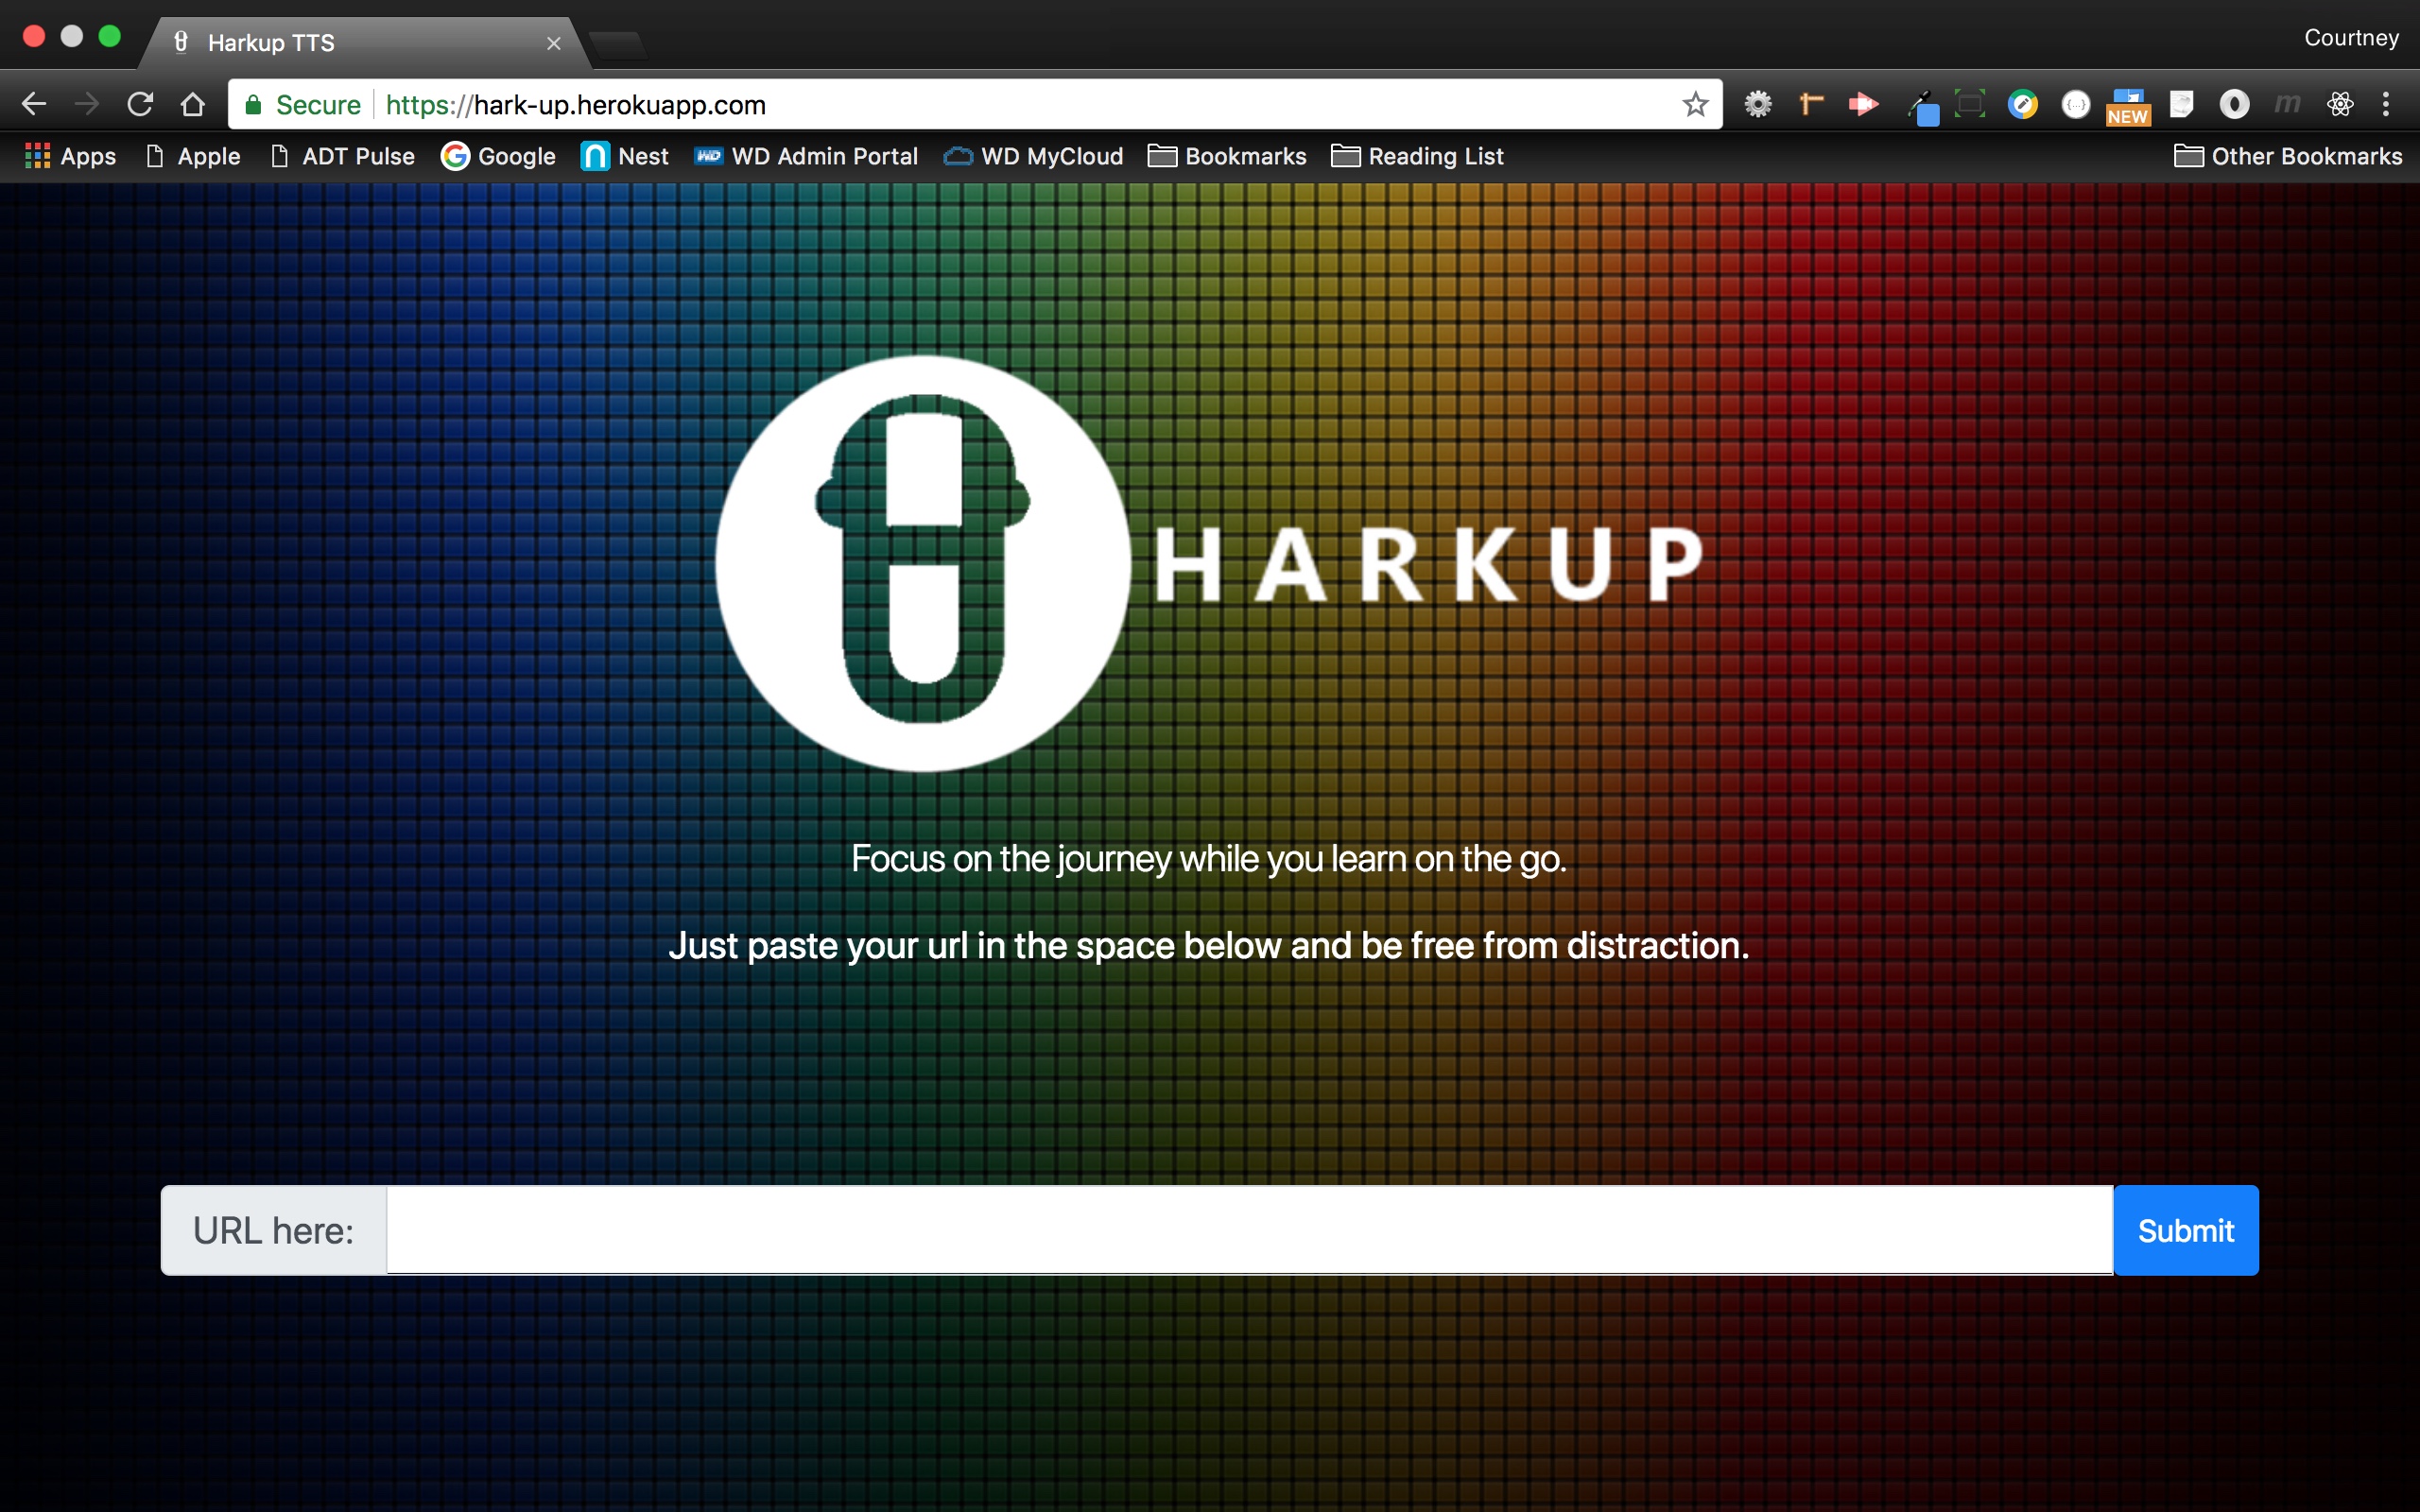 Harkup TTS
Courtney
Secure https://hark-up.herokuapp.com
{...} NEW m
Apps Apple ADT Pulse Google Nest WD WD Admin Portal WD MyCloud Bookmarks Reading List Other Bookmarks
HARKUP
Focus on the journey while you learn on the go.
Just paste your url in the space below and be free from distraction.
URL here: Submit